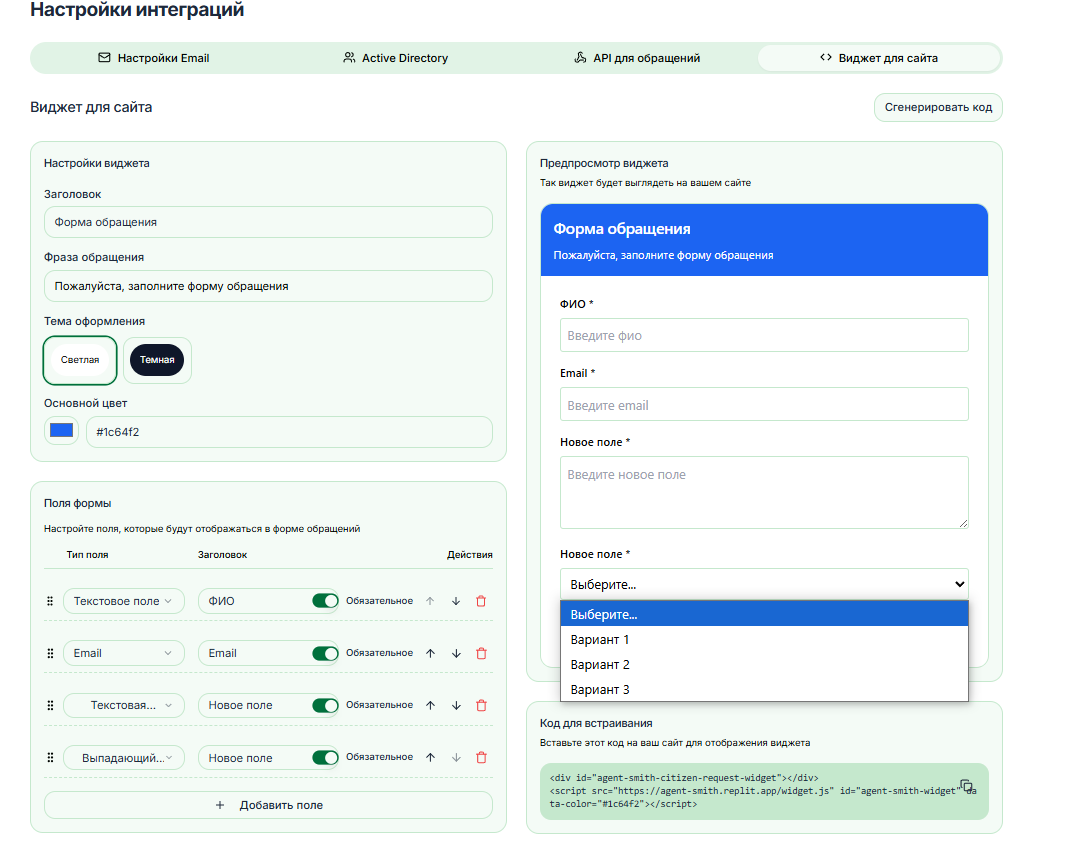 Настройки интеграций
Настройки Email
Active Directory
API для обращений
Виджет для сайта
Виджет для сайта
Сгенерировать код
Настройки виджета
Заголовок
Форма обращения
Фраза обращения
Пожалуйста, заполните форму обращения
Тема оформления
Светлая
Темная
Основной цвет
#1c64f2
Поля формы
Настройте поля, которые будут отображаться в форме обращений
Тип поля
Заголовок
Действия
Текстовое поле
ФИО
Обязательное
Email
Email
Обязательное
Текстовая...
Новое поле
Обязательное
Выпадающий...
Новое поле
Обязательное
+ Добавить поле
Предпросмотр виджета
Так виджет будет выглядеть на вашем сайте
Форма обращения
Пожалуйста, заполните форму обращения
ФИО *
Введите фио
Email *
Введите email
Новое поле *
Введите новое поле
Новое поле *
Выберите...
Выберите...
Вариант 1
Вариант 2
Вариант 3
Код для встраивания
Вставьте этот код на ваш сайт для отображения виджета
<div id="agent-smith-citizen-request-widget"></div>
<script src="https://agent-smith.replit.app/widget.js" id="agent-smith-widget" da
ta-color="#1c64f2"></script>